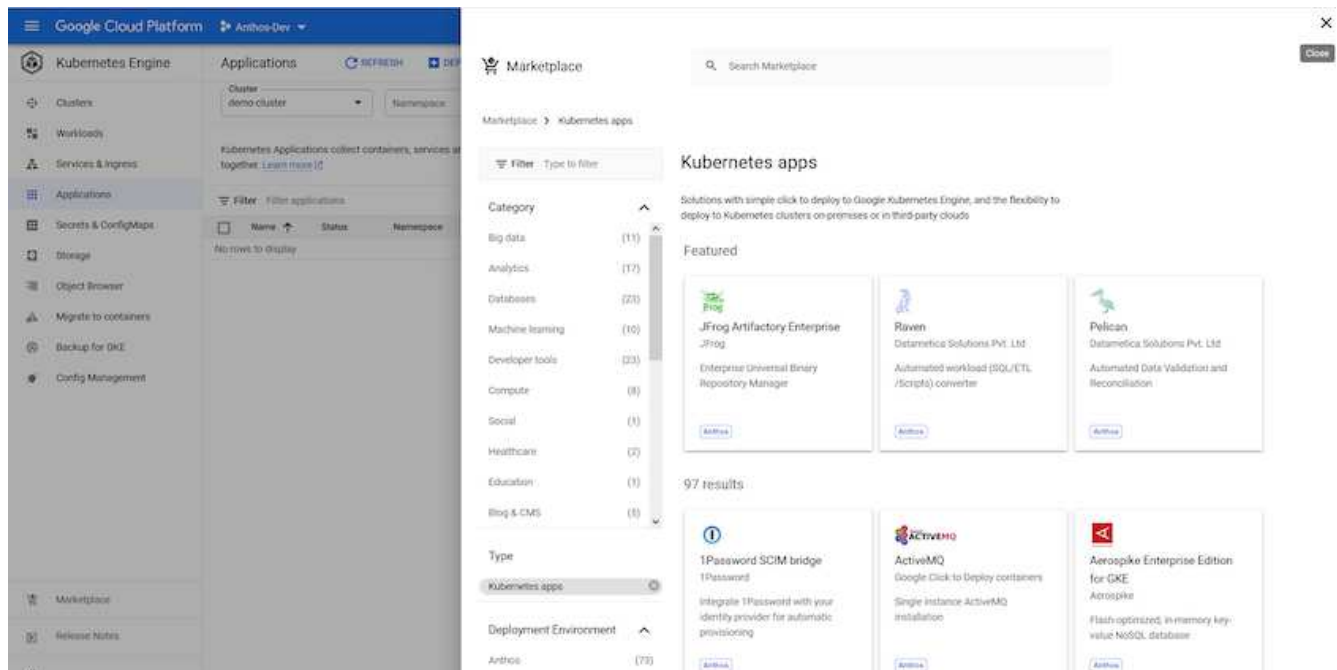 Google Cloud Platform
Anthos-Dev
Kubernetes Engine
Clusters
Workloads
Services & Ingress
Applications
Secrets & ConfigMaps
Storage
Object Browser
Migrate to containers
Backup for GKE
Config Management
Marketplace
Release Notes
Applications
REFRESH
DEP
Cluster
demo cluster
Namespace
Kubernetes Applications collect containers, services an
together. Learn more
Filter Filter applications
Name Status Namespace
No rows to display
Close
Marketplace
Search Marketplace
Marketplace > Kubernetes apps
Filter Type to filter
Category
Big data (11)
Analytics (17)
Databases (23)
Machine learning (10)
Developer tools (23)
Compute (8)
Social (1)
Healthcare (2)
Education (1)
Blog & CMS (5)
Type
Kubernetes apps
Deployment Environment
Anthos (73)
Kubernetes apps
Solutions with simple click to deploy to Google Kubernetes Engine, and the flexibility to
deploy to Kubernetes clusters on-premises or in third-party clouds
Featured
JFrog Artifactory Enterprise
JFrog
Enterprise Universal Binary
Repository Manager
Anthos
Raven
Datametica Solutions Pvt. Ltd
Automated workload (SQL/ETL
/Scripts) converter
Anthos
Pelican
Datametica Solutions Pvt. Ltd
Automated Data Validation and
Reconciliation
Anthos
97 results
1Password SCIM bridge
1Password
Integrate 1Password with your
identity provider for automatic
provisioning
Anthos
ACTIVEMQ
ActiveMQ
Google Click to Deploy containers
Single instance ActiveMQ
installation
Anthos
Aerospike Enterprise Edition
for GKE
Aerospike
Flash-optimized, in-memory key-
value NoSQL database
Anthos